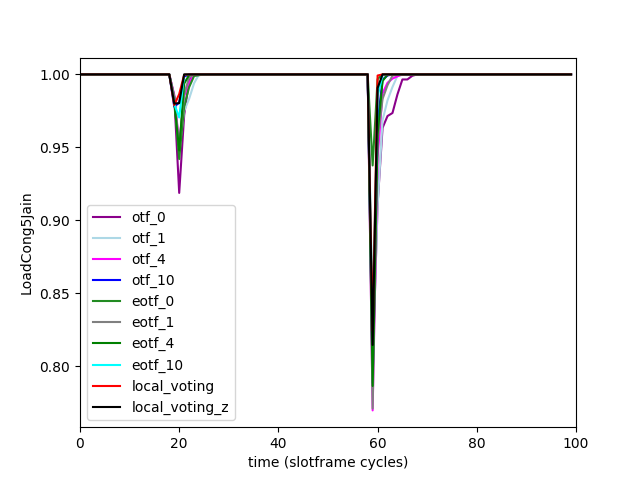 1.00
0.95
0.90
0.85
0.80
LoadCong5Jain
otf_0
otf_1
otf_4
otf_10
eotf_0
eotf_1
eotf_4
eotf_10
local_voting
local_voting_z
0 20 40 60 80 100
time (slotframe cycles)